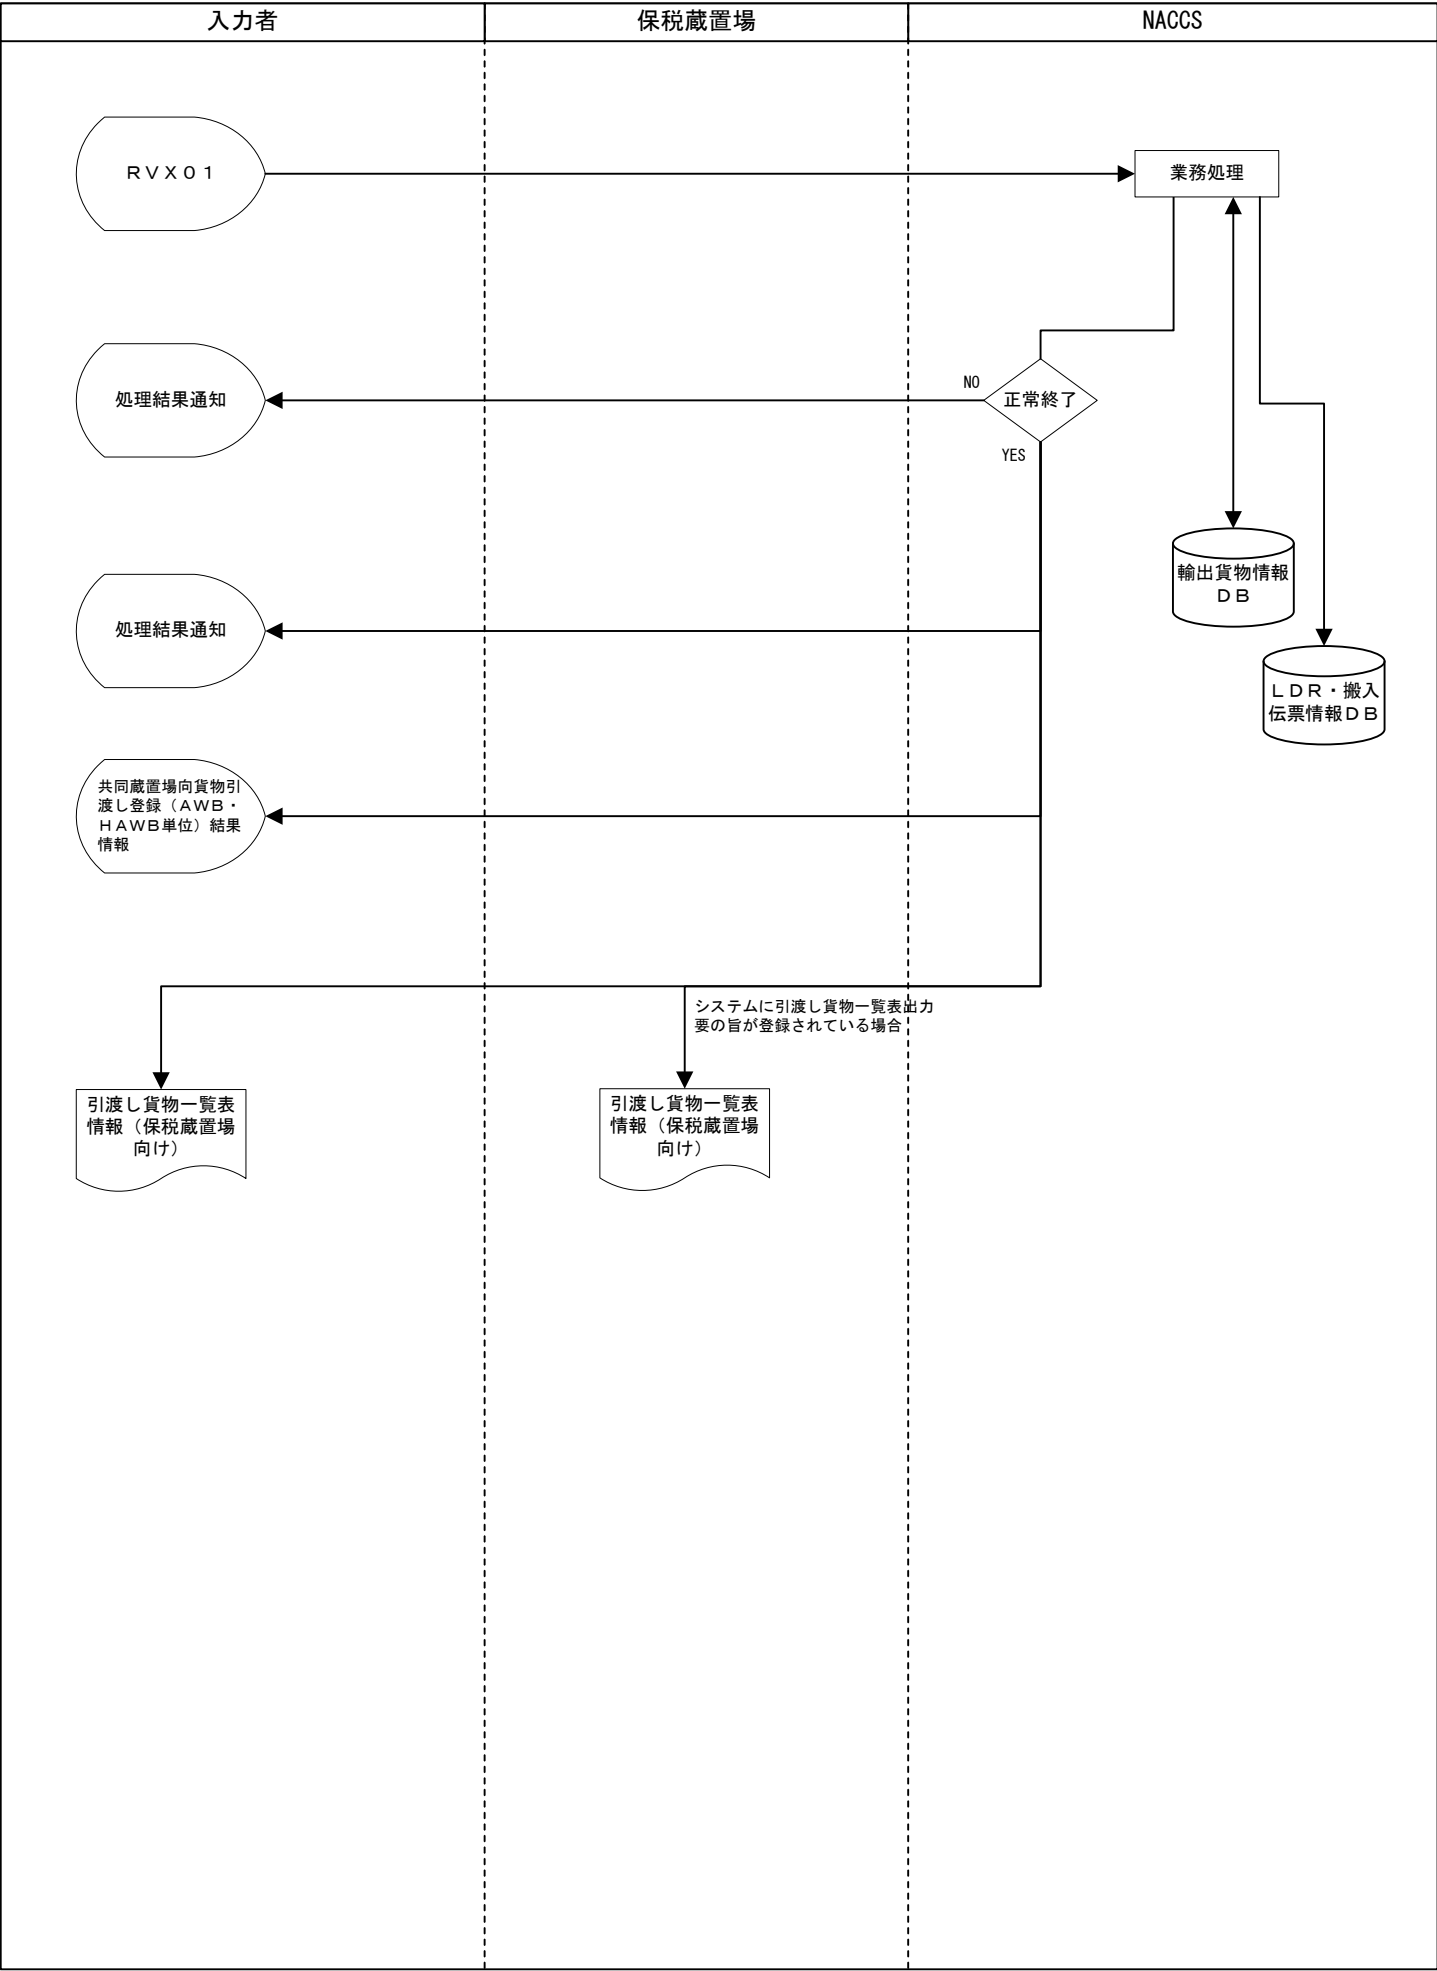 入力者
保税蔵置場
NACCS
ＲＶＸ０１
業務処理
処理結果通知
NO
正常終了
YES
輸出貨物情報
ＤＢ
処理結果通知
ＬＤＲ・搬入
伝票情報ＤＢ
共同蔵置場向貨物引
渡し登録（ＡＷＢ・
ＨＡＷＢ単位）結果
情報
システムに引渡し貨物一覧表出力
要の旨が登録されている場合
引渡し貨物一覧表
情報（保税蔵置場
向け）
引渡し貨物一覧表
情報（保税蔵置場
向け）